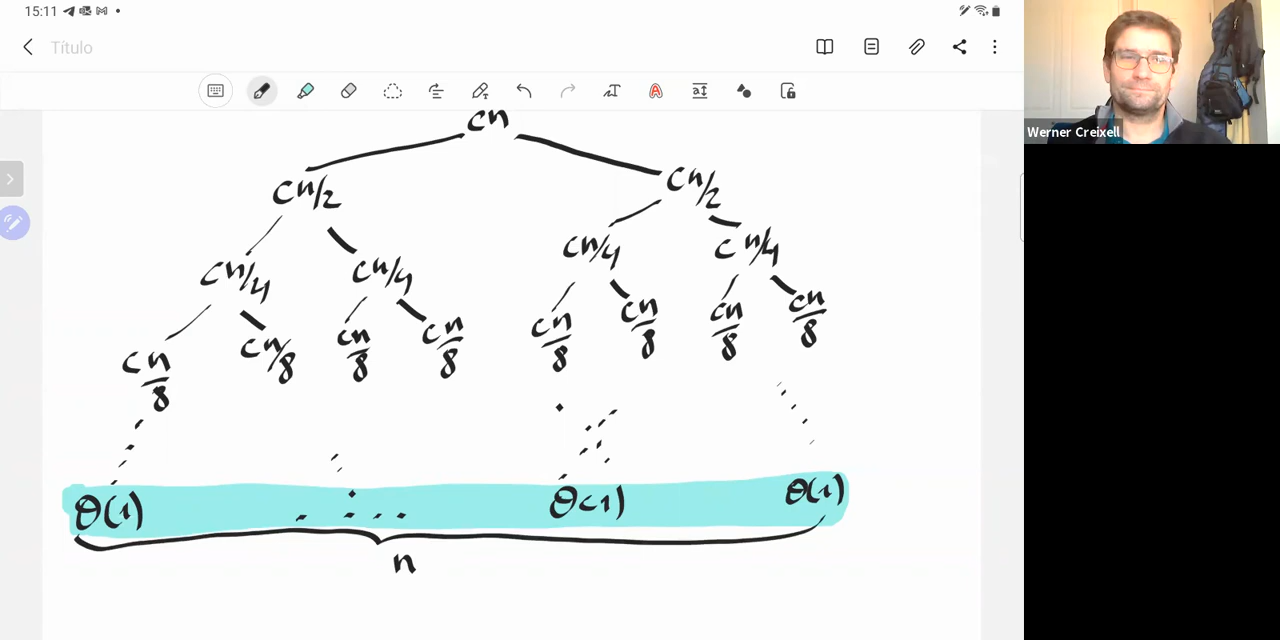 15:11
Título
cn
Werner Creixell
cn/2 cn/2
cn/4 cn/4 cn/4 cn/4
cn/8 cn/8 cn/8 cn/8 cn/8 cn/8 cn/8 cn/8
θ(1) θ(1) θ(1)
n